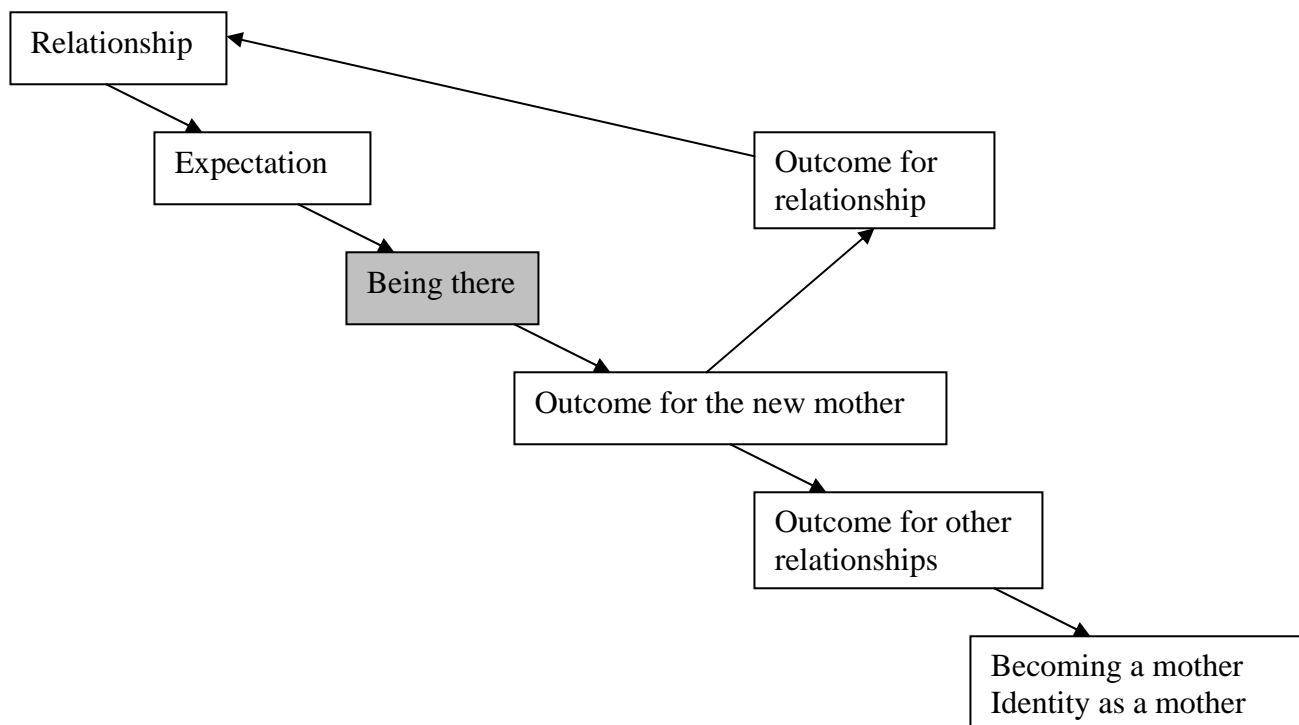 Relationship
Expectation
Outcome for
relationship
Being there
Outcome for the new mother
Outcome for other
relationships
Becoming a mother
Identity as a mother